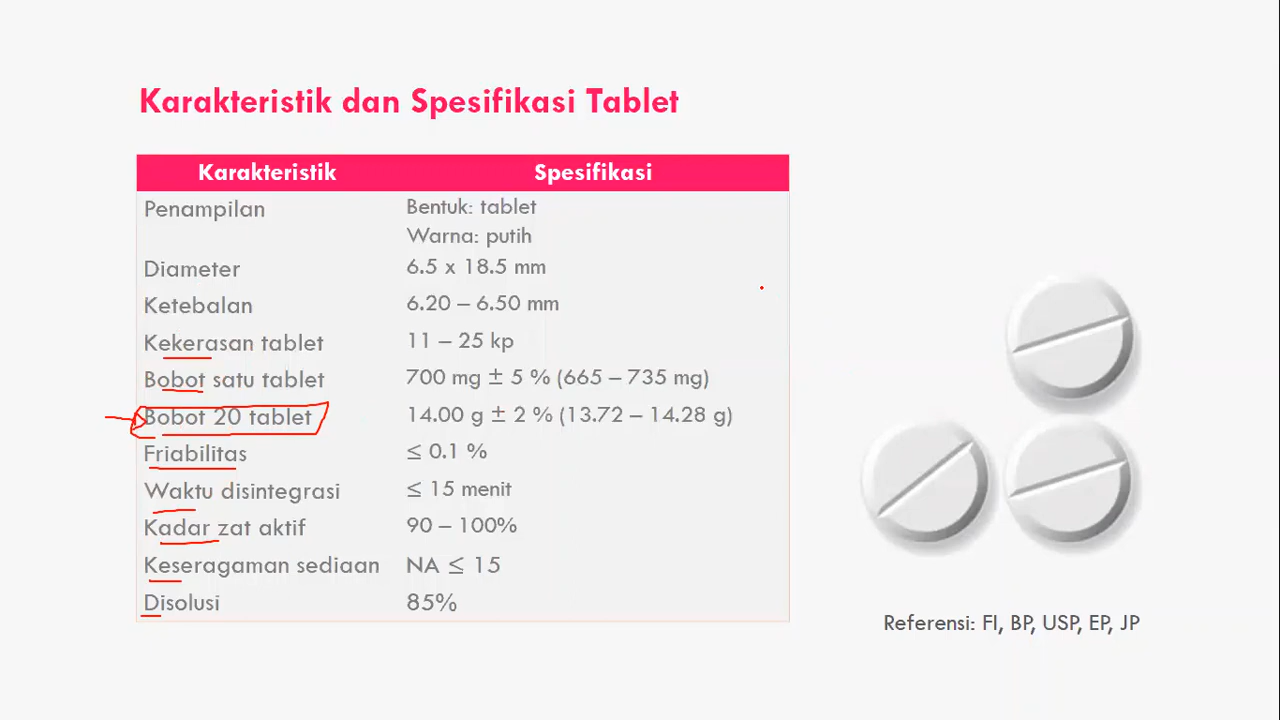 Karakteristik dan Spesifikasi Tablet
Karakteristik Spesifikasi
Penampilan Bentuk: tablet
Warna: putih
Diameter 6.5 x 18.5 mm
Ketebalan 6.20 – 6.50 mm
Kekerasan tablet 11 – 25 kp
Bobot satu tablet 700 mg ± 5 % (665 – 735 mg)
Bobot 20 tablet 14.00 g ± 2 % (13.72 – 14.28 g)
Friabilitas ≤ 0.1 %
Waktu disintegrasi ≤ 15 menit
Kadar zat aktif 90 – 100%
Keseragaman sediaan NA ≤ 15
Disolusi 85%
Referensi: FI, BP, USP, EP, JP